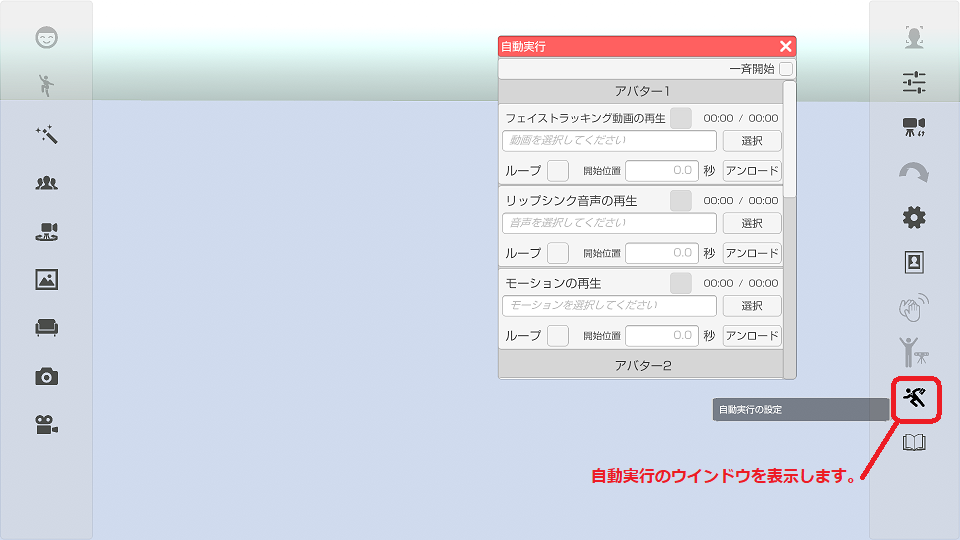 自動実行
一斉開始
アバター1
フェイストラッキング動画の再生 00:00 / 00:00
動画を選択してください 選択
ループ 開始位置 0.0 秒 アンロード
リップシンク音声の再生 00:00 / 00:00
音声を選択してください 選択
ループ 開始位置 0.0 秒 アンロード
モーションの再生 00:00 / 00:00
モーションを選択してください 選択
ループ 開始位置 0.0 秒 アンロード
アバター2
自動実行の設定
自動実行のウインドウを表示します。